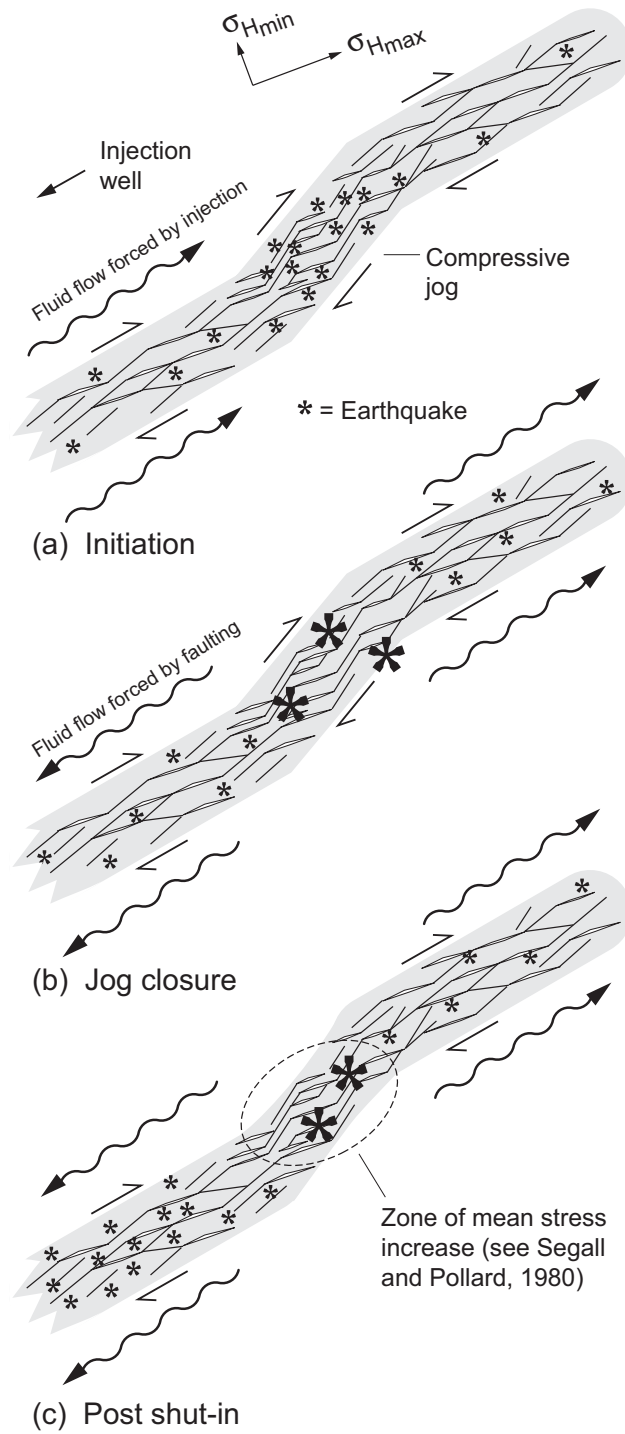 σHmin
σHmax
Injection
well
Fluid flow forced by injection
Compressive
jog
* = Earthquake
(a) Initiation
Fluid flow forced by faulting
(b) Jog closure
Zone of mean stress
increase (see Segall
and Pollard, 1980)
(c) Post shut-in